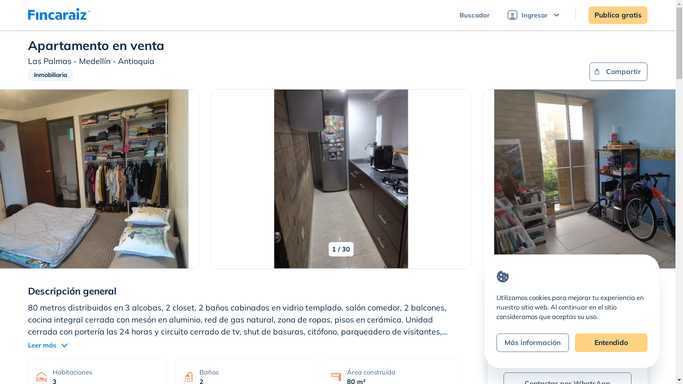 Fincaraiz
Buscador
Ingresar
Publica gratis
Apartamento en venta
Las Palmas - Medellín - Antioquia
Inmobiliaria
Compartir
1 / 30
Descripción general
80 metros distribuidos en 3 alcobas, 2 closet, 2 baños cabinados en vidrio templado, salón comedor, 2 balcones,
cocina integral cerrada con mesón en aluminio, red de gas natural, zona de ropas, pisos en cerámica. Unidad
cerrada con portería las 24 horas y circuito cerrado de tv, shut de basuras, citófono, parqueadero de visitantes,...
Leer más
Habitaciones
3
Baños
2
Área construida
80 m²
Utilizamos cookies para mejorar tu experiencia en
nuestro sitio web. Al continuar en el sitio
consideramos que aceptas su uso.
Más información
Entendido
Contactar por WhatsApp